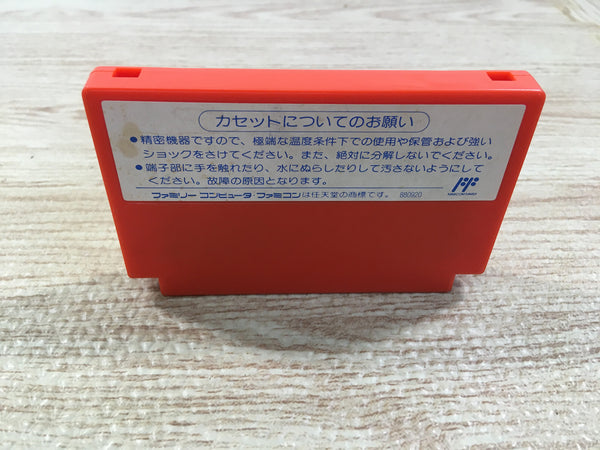 カセットについてのお願い
●精密機器ですので、極端な温度条件下での使用や保管および強い
ショックをさけてください。また、絶対に分解しないでください。
●端子部に手を触れたり、水にぬらしたりして汚さないようにして
ください。故障の原因となります。
ファミリー コンピュータ・ファミコンは任天堂の商標です。 880920